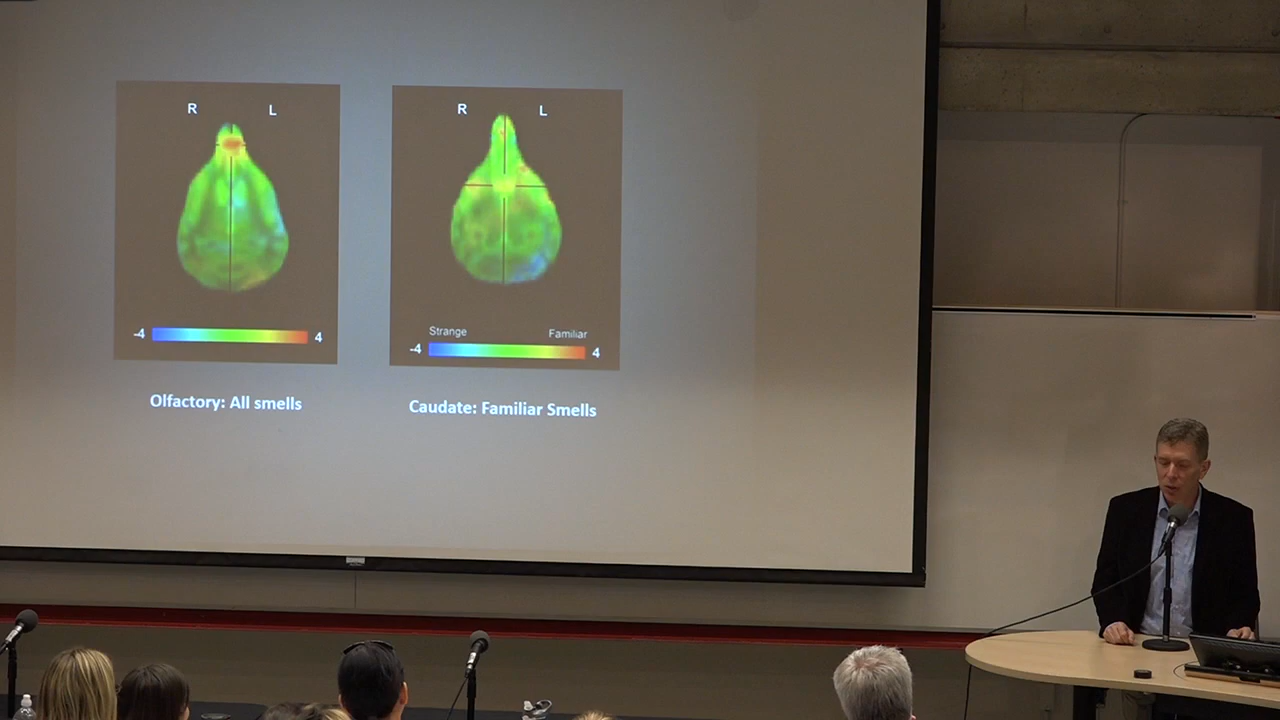 R L
-4 4
Olfactory: All smells
R L
Strange Familiar
-4 4
Caudate: Familiar Smells